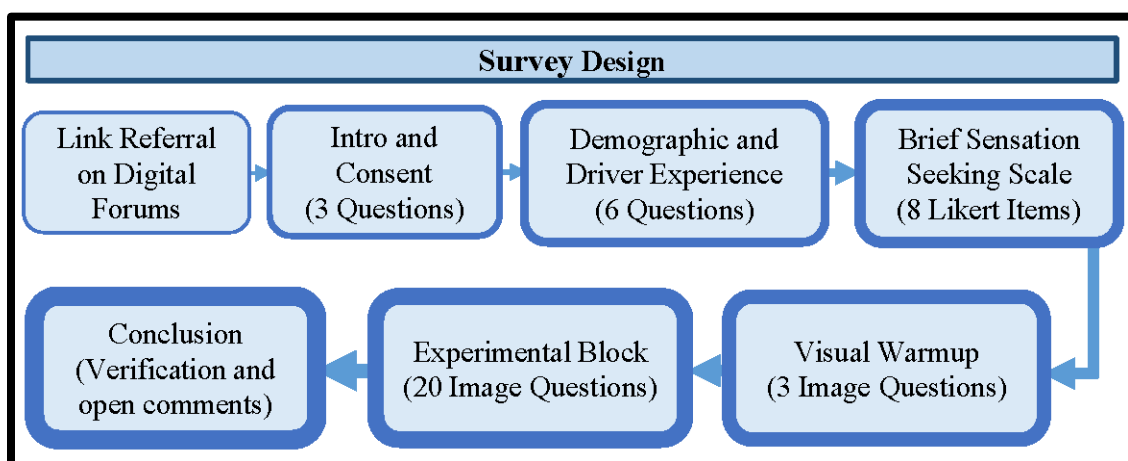 Survey Design
Link Referral
on Digital
Forums
Intro and
Consent
(3 Questions)
Demographic and
Driver Experience
(6 Questions)
Brief Sensation
Seeking Scale
(8 Likert Items)
Visual Warmup
(3 Image Questions)
Experimental Block
(20 Image Questions)
Conclusion
(Verification and
open comments)